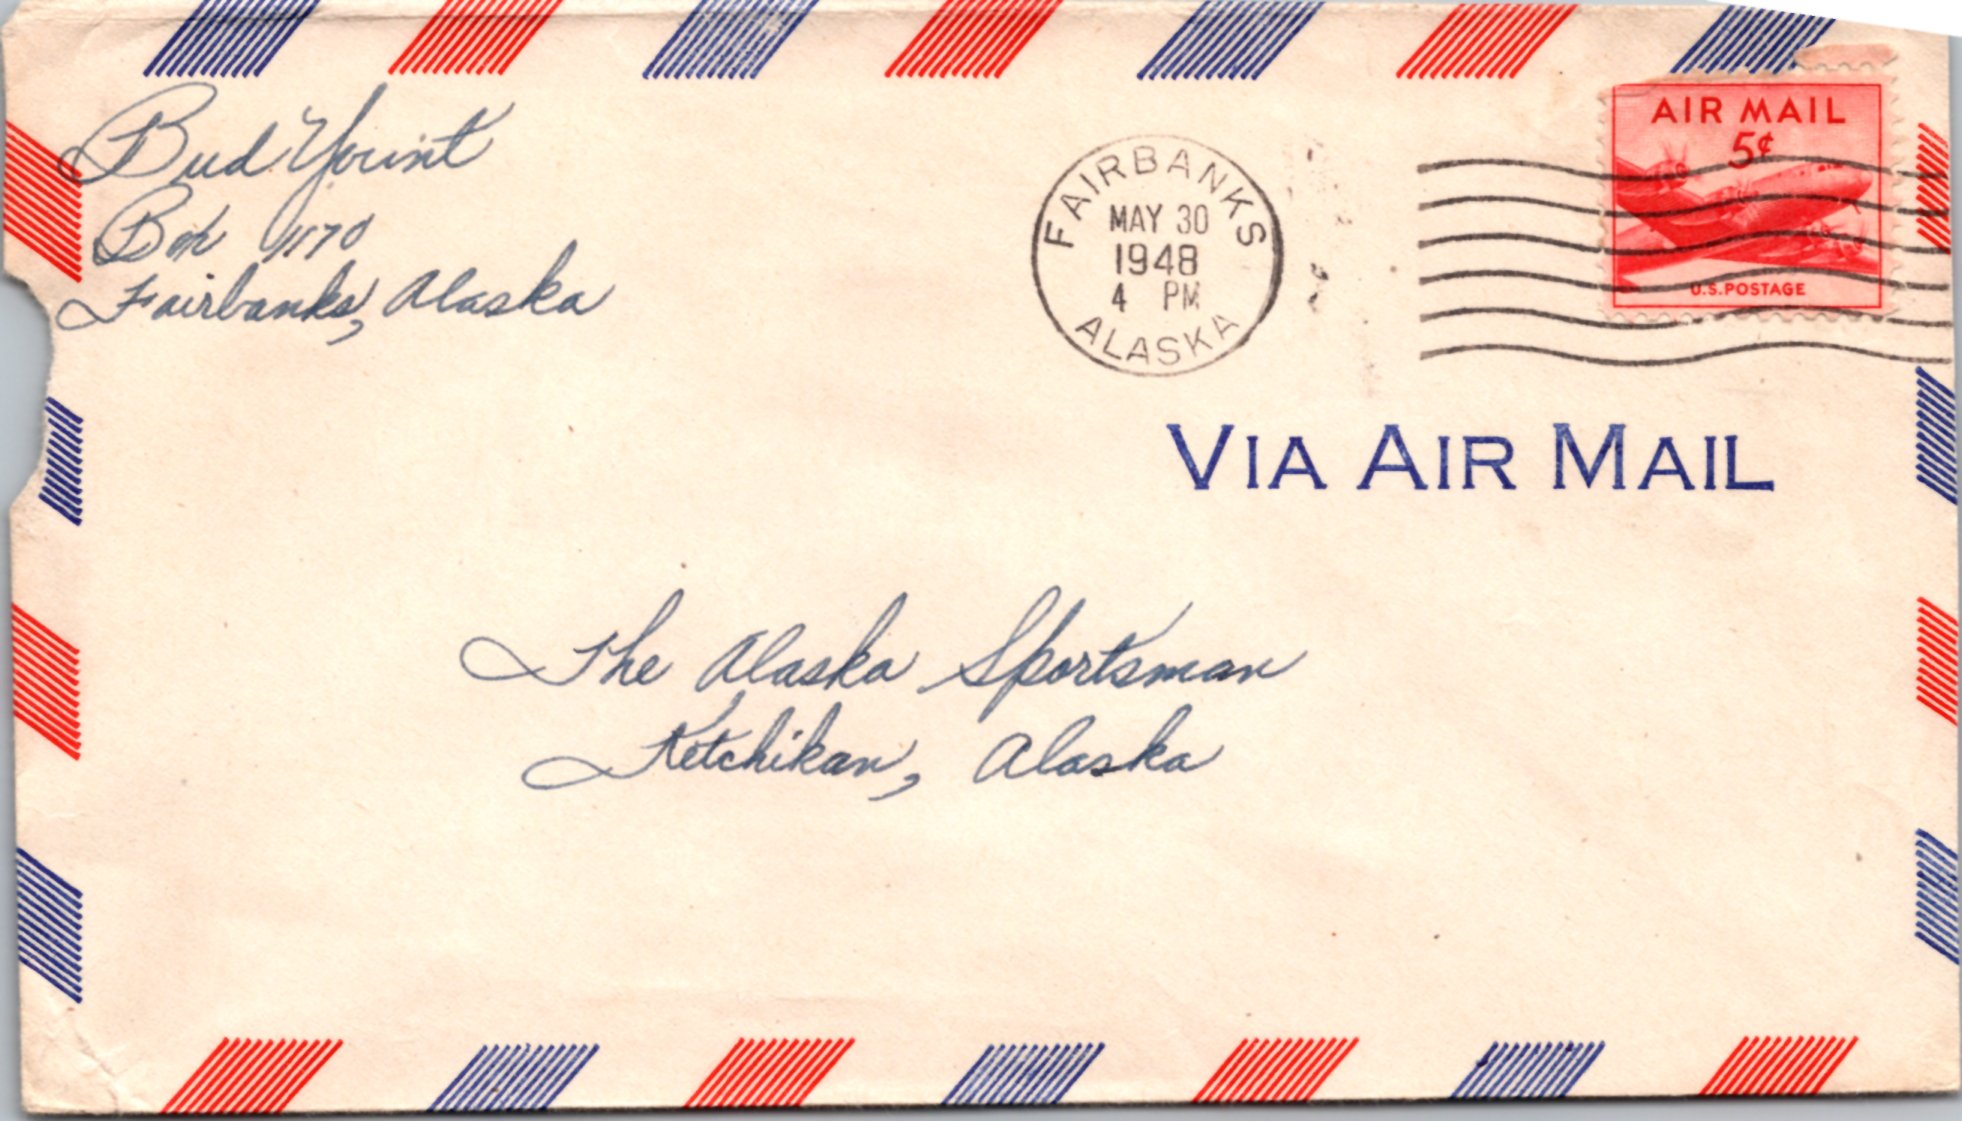 Bud Yount
Box 1170
Fairbanks, Alaska
FAIRBANKS
MAY 30
1948
4 PM
ALASKA
AIR MAIL
5¢
U.S. POSTAGE
VIA AIR MAIL
The Alaska Sportsman
Ketchikan, Alaska